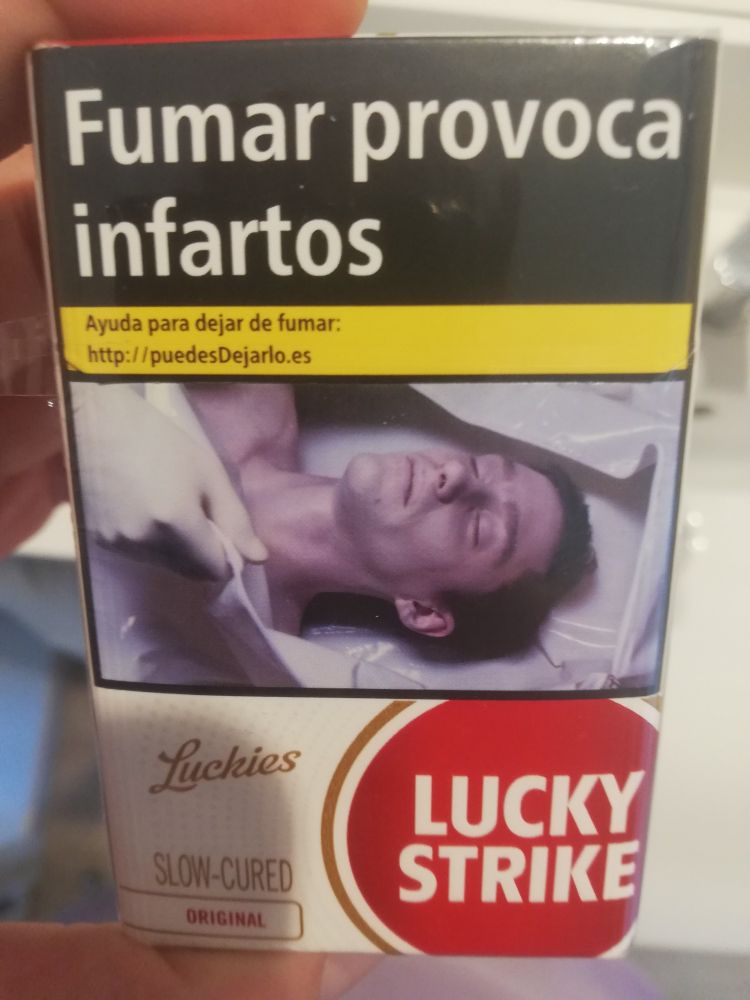 Fumar provoca
infartos
Ayuda para dejar de fumar:
http://puedesDejarlo.es
Luckies
SLOW-CURED
ORIGINAL
LUCKY
STRIKE